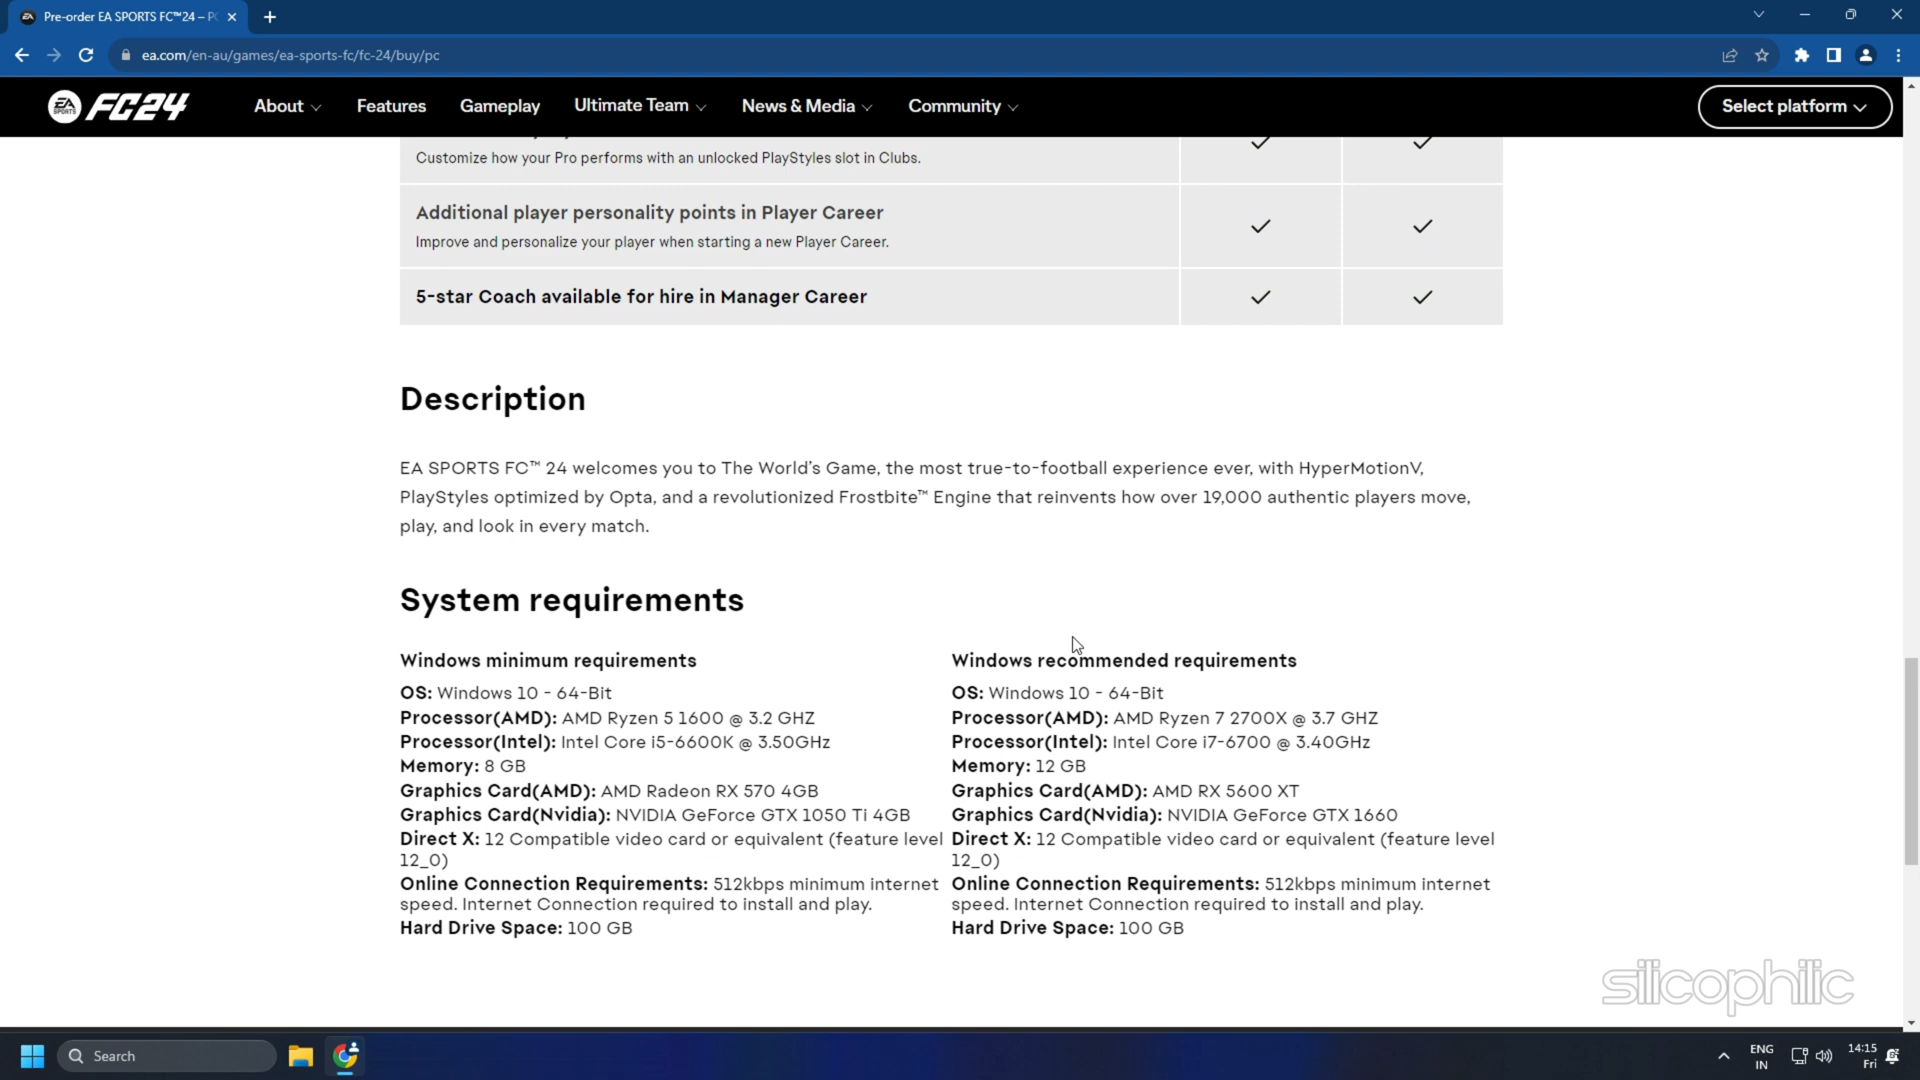 Pre-order EA SPORTS FC™ 24 – PC
ea.com/en-au/games/ea-sports-fc/fc-24/buy/pc
EA SPORTS FC24 About Features Gameplay Ultimate Team News & Media Community Select platform
Customize how your Pro performs with an unlocked PlayStyles slot in Clubs.
Additional player personality points in Player Career
Improve and personalize your player when starting a new Player Career.
5-star Coach available for hire in Manager Career
Description
EA SPORTS FC™ 24 welcomes you to The World's Game, the most true-to-football experience ever, with HyperMotionV,
PlayStyles optimized by Opta, and a revolutionized Frostbite™ Engine that reinvents how over 19,000 authentic players move,
play, and look in every match.
System requirements
Windows minimum requirements
OS: Windows 10 - 64-Bit
Processor(AMD): AMD Ryzen 5 1600 @ 3.2 GHZ
Processor(Intel): Intel Core i5-6600K @ 3.50GHz
Memory: 8 GB
Graphics Card(AMD): AMD Radeon RX 570 4GB
Graphics Card(Nvidia): NVIDIA GeForce GTX 1050 Ti 4GB
Direct X: 12 Compatible video card or equivalent (feature level
12_0)
Online Connection Requirements: 512kbps minimum internet
speed. Internet Connection required to install and play.
Hard Drive Space: 100 GB
Windows recommended requirements
OS: Windows 10 - 64-Bit
Processor(AMD): AMD Ryzen 7 2700X @ 3.7 GHZ
Processor(Intel): Intel Core i7-6700 @ 3.40GHz
Memory: 12 GB
Graphics Card(AMD): AMD RX 5600 XT
Graphics Card(Nvidia): NVIDIA GeForce GTX 1660
Direct X: 12 Compatible video card or equivalent (feature level
12_0)
Online Connection Requirements: 512kbps minimum internet
speed. Internet Connection required to install and play.
Hard Drive Space: 100 GB
silicophilic
Search
ENG
IN
14:15
Fri